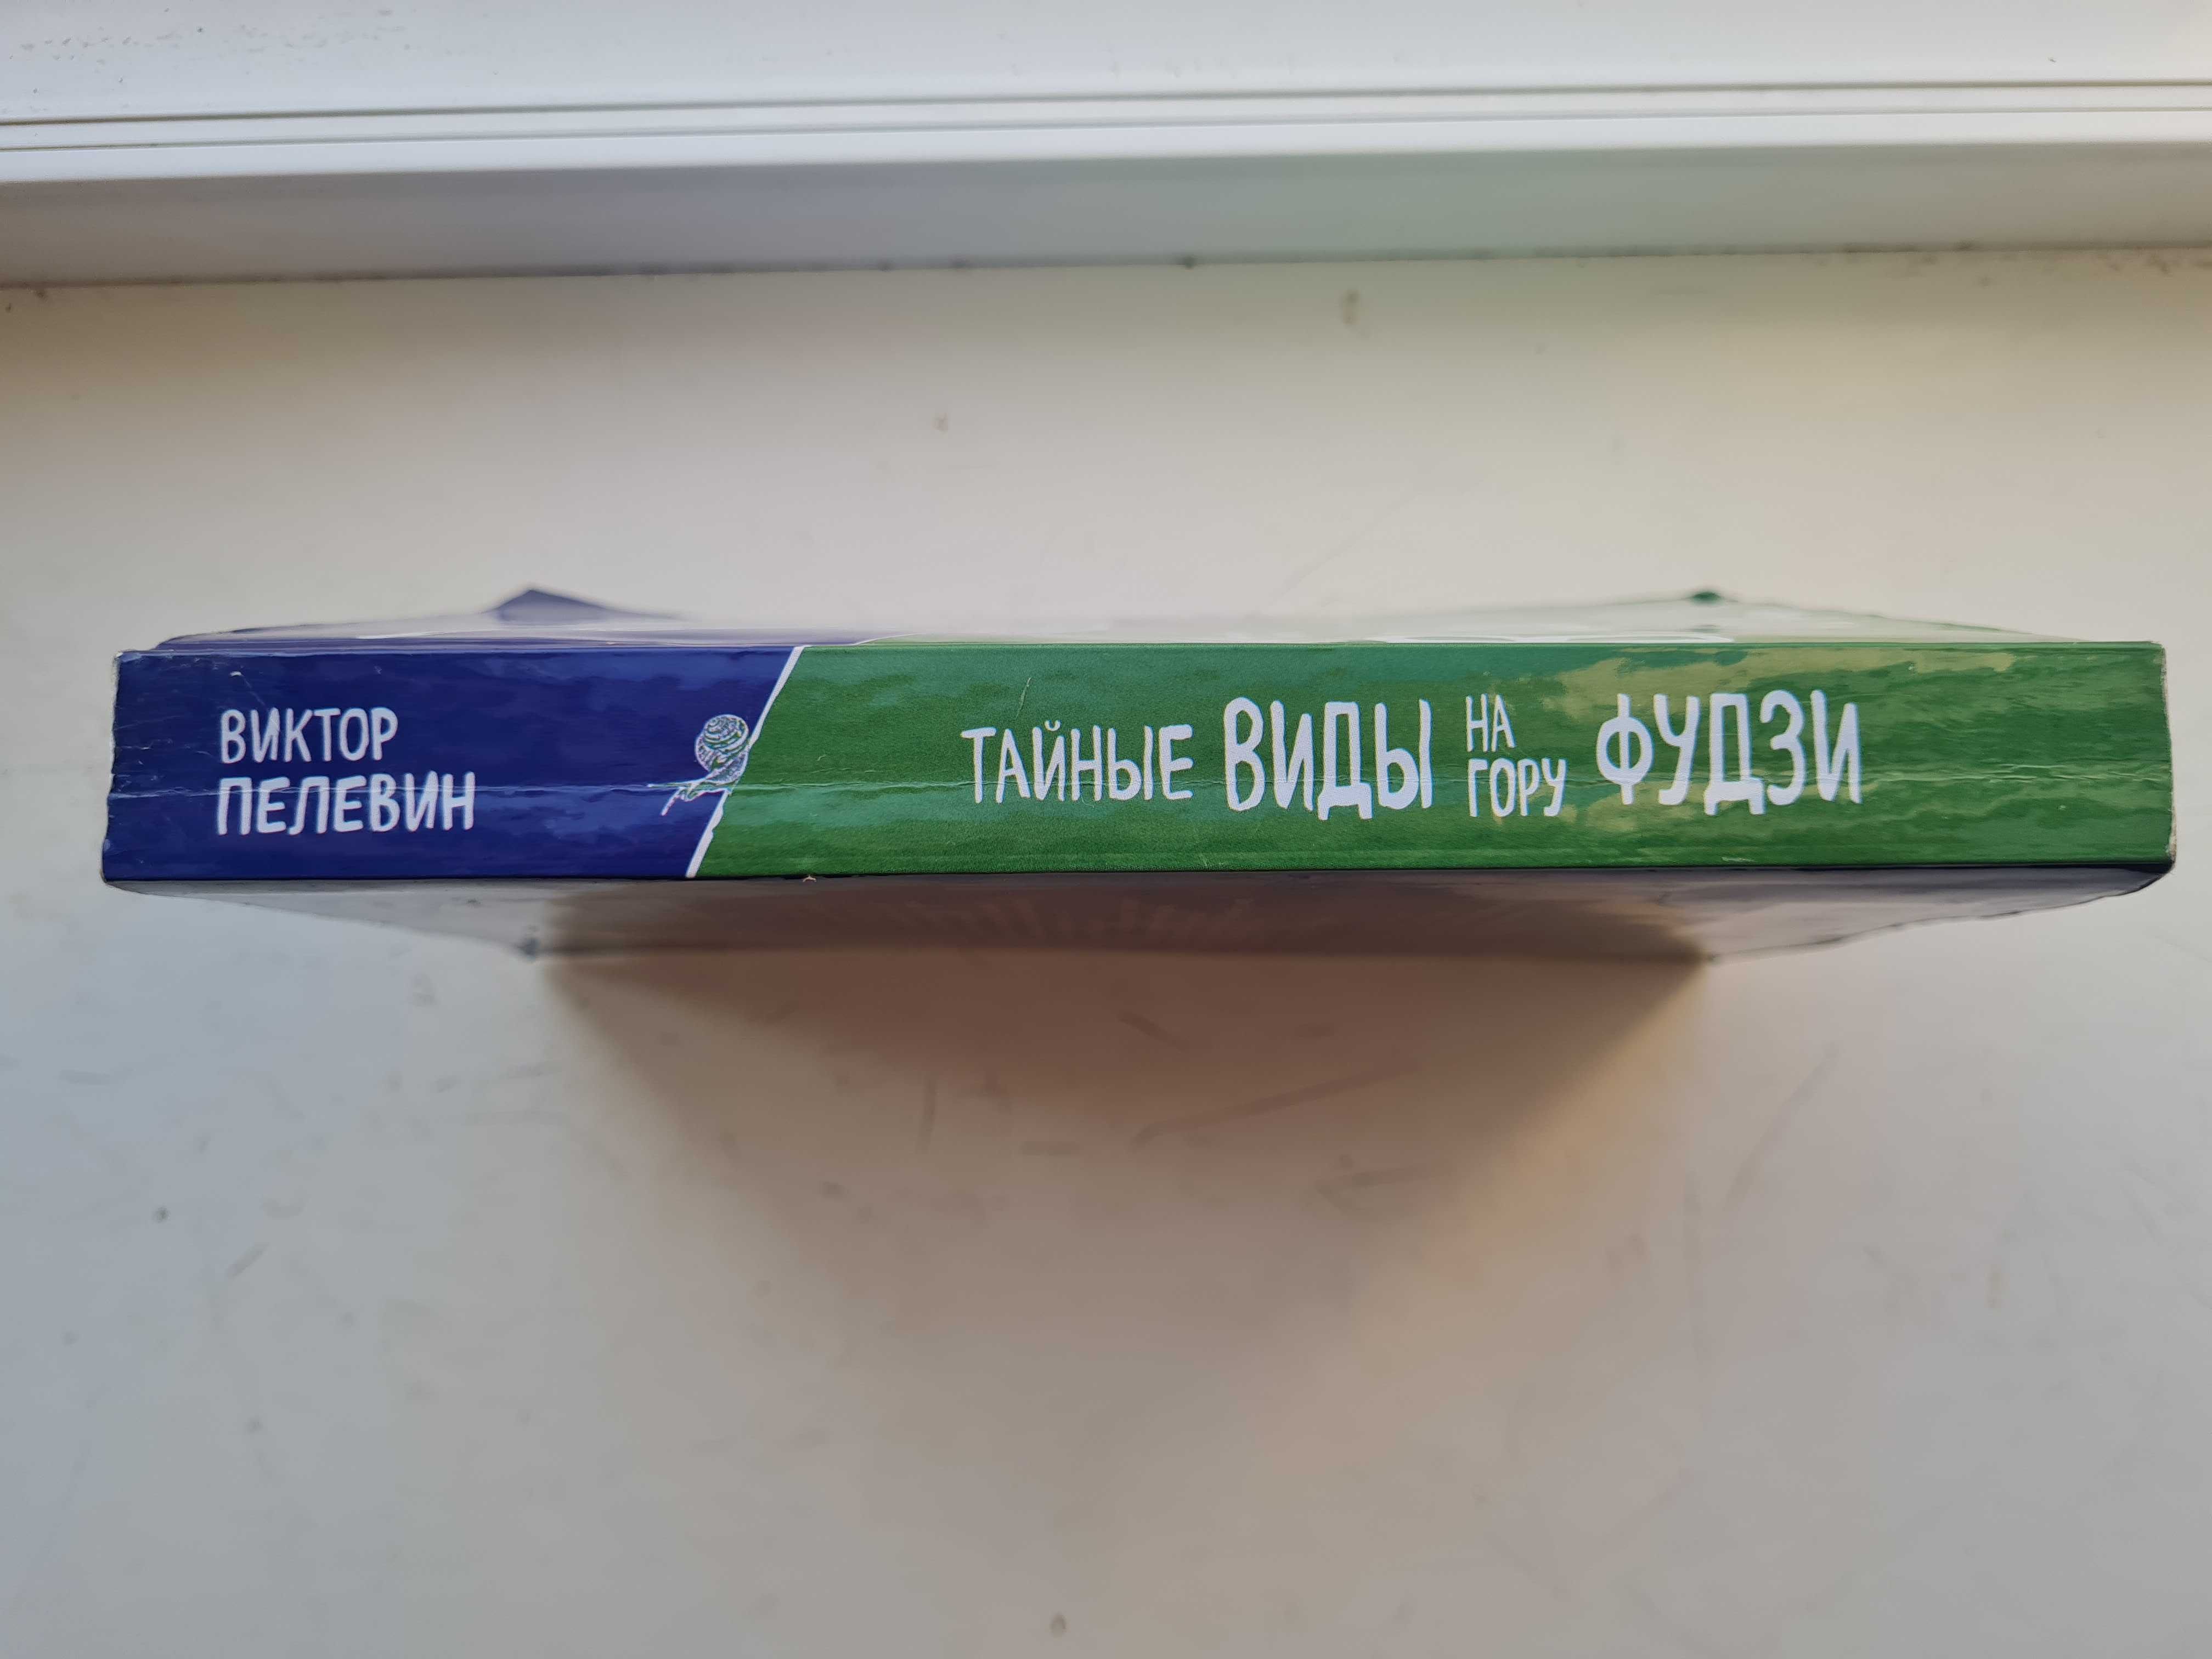 ВИКТОР
ПЕЛЕВИН
ТАЙНЫЕ ВИДЫ НА ГОРУ ФУДЗИ